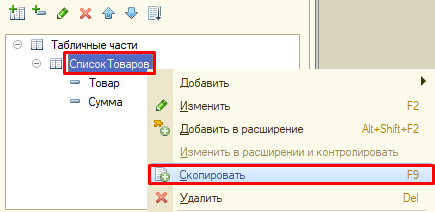 Табличные части
СписокТоваров
Товар
Сумма
Добавить
Изменить F2
Добавить в расширение Alt+Shift+F2
Изменить в расширении и контролировать
Скопировать F9
Удалить Del